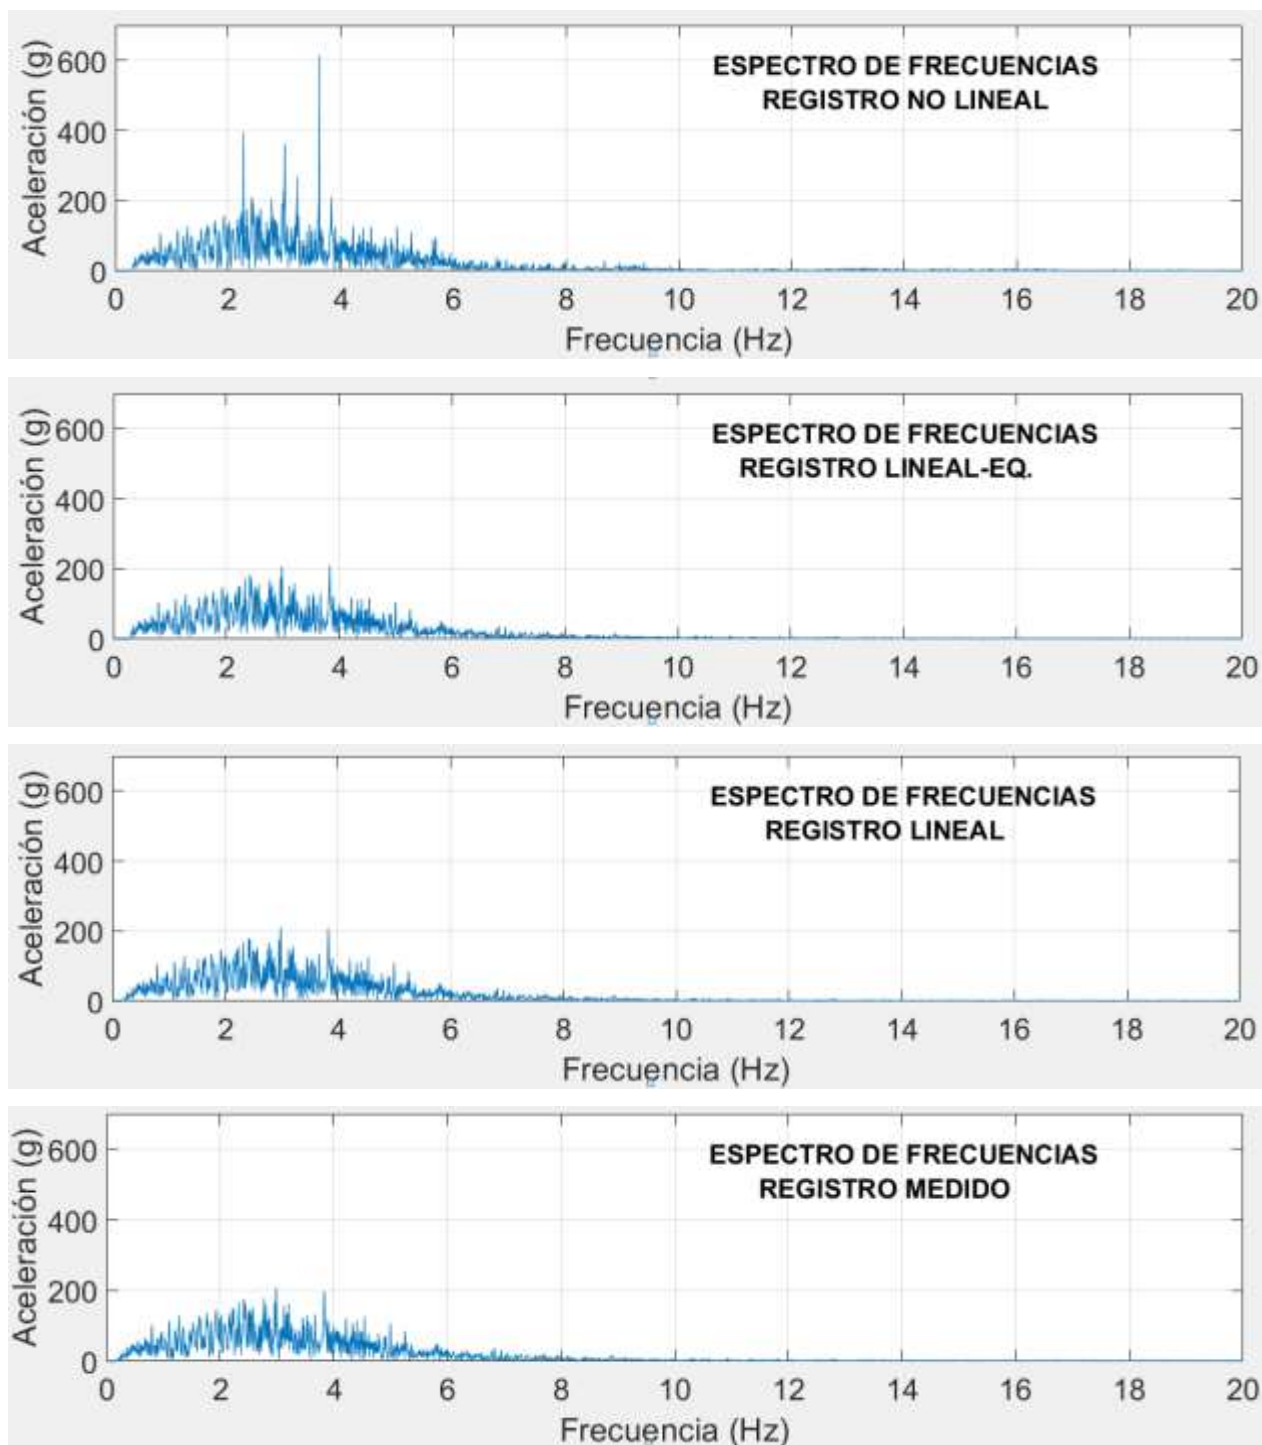 Aceleración (g)
600
400
200
0
ESPECTRO DE FRECUENCIAS
REGISTRO NO LINEAL
0 2 4 6 8 10 12 14 16 18 20
Frecuencia (Hz)
Aceleración (g)
600
400
200
0
ESPECTRO DE FRECUENCIAS
REGISTRO LINEAL-EQ.
0 2 4 6 8 10 12 14 16 18 20
Frecuencia (Hz)
Aceleración (g)
600
400
200
0
ESPECTRO DE FRECUENCIAS
REGISTRO LINEAL
0 2 4 6 8 10 12 14 16 18 20
Frecuencia (Hz)
Aceleración (g)
600
400
200
0
ESPECTRO DE FRECUENCIAS
REGISTRO MEDIDO
0 2 4 6 8 10 12 14 16 18 20
Frecuencia (Hz)